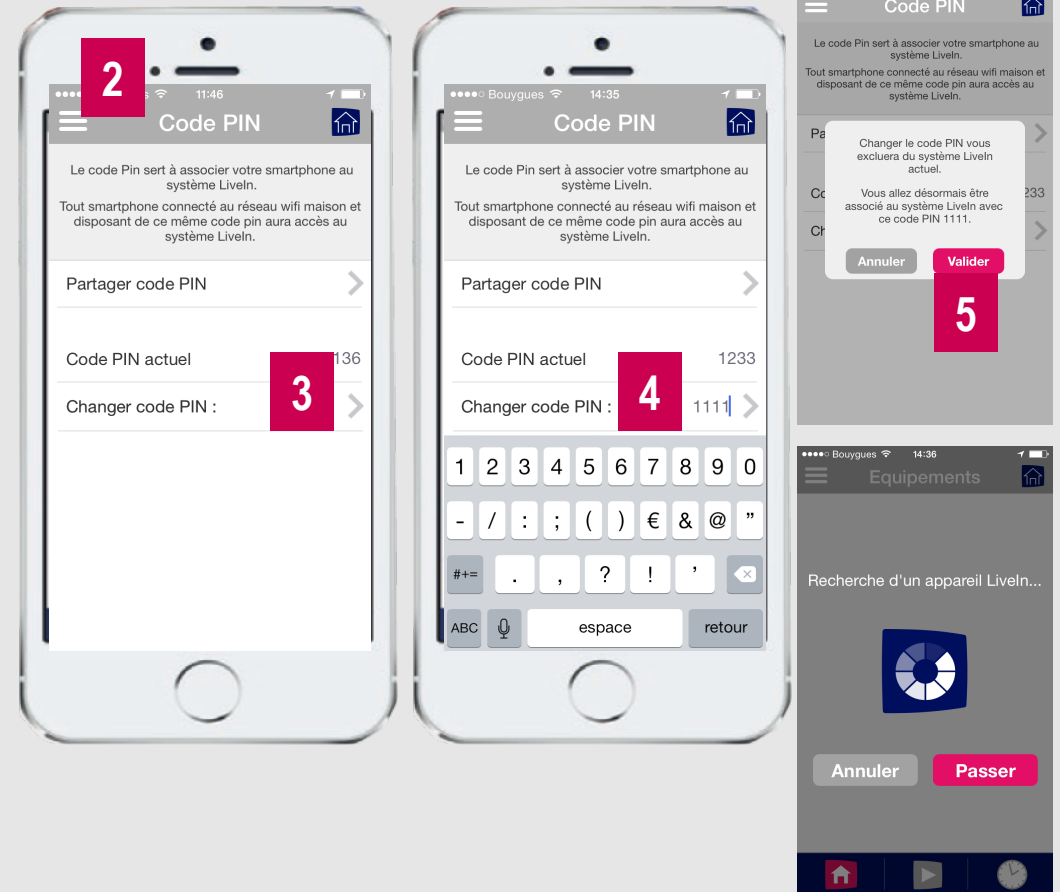 2
s 11:46
Code PIN
Le code Pin sert à associer votre smartphone au
système LiveIn.
Tout smartphone connecté au réseau wifi maison et
disposant de ce même code pin aura accès au
système LiveIn.
Partager code PIN
Code PIN actuel 136
3
Changer code PIN :
Bouygues 14:35
Code PIN
Le code Pin sert à associer votre smartphone au
système LiveIn.
Tout smartphone connecté au réseau wifi maison et
disposant de ce même code pin aura accès au
système LiveIn.
Partager code PIN
Code PIN actuel 1233
4
Changer code PIN : 1111
1 2 3 4 5 6 7 8 9 0
- / : ; ( ) € & @ ”
#+= . , ? ! ’
ABC espace retour
Code PIN
Le code Pin sert à associer votre smartphone au
système LiveIn.
Tout smartphone connecté au réseau wifi maison et
disposant de ce même code pin aura accès au
système LiveIn.
Pa
Co 233
Ch
Changer le code PIN vous
excluera du système LiveIn
actuel.
Vous allez désormais être
associé au système LiveIn avec
ce code PIN 1111.
Annuler Valider
5
Bouygues 14:36
Equipements
Recherche d'un appareil LiveIn...
Annuler Passer